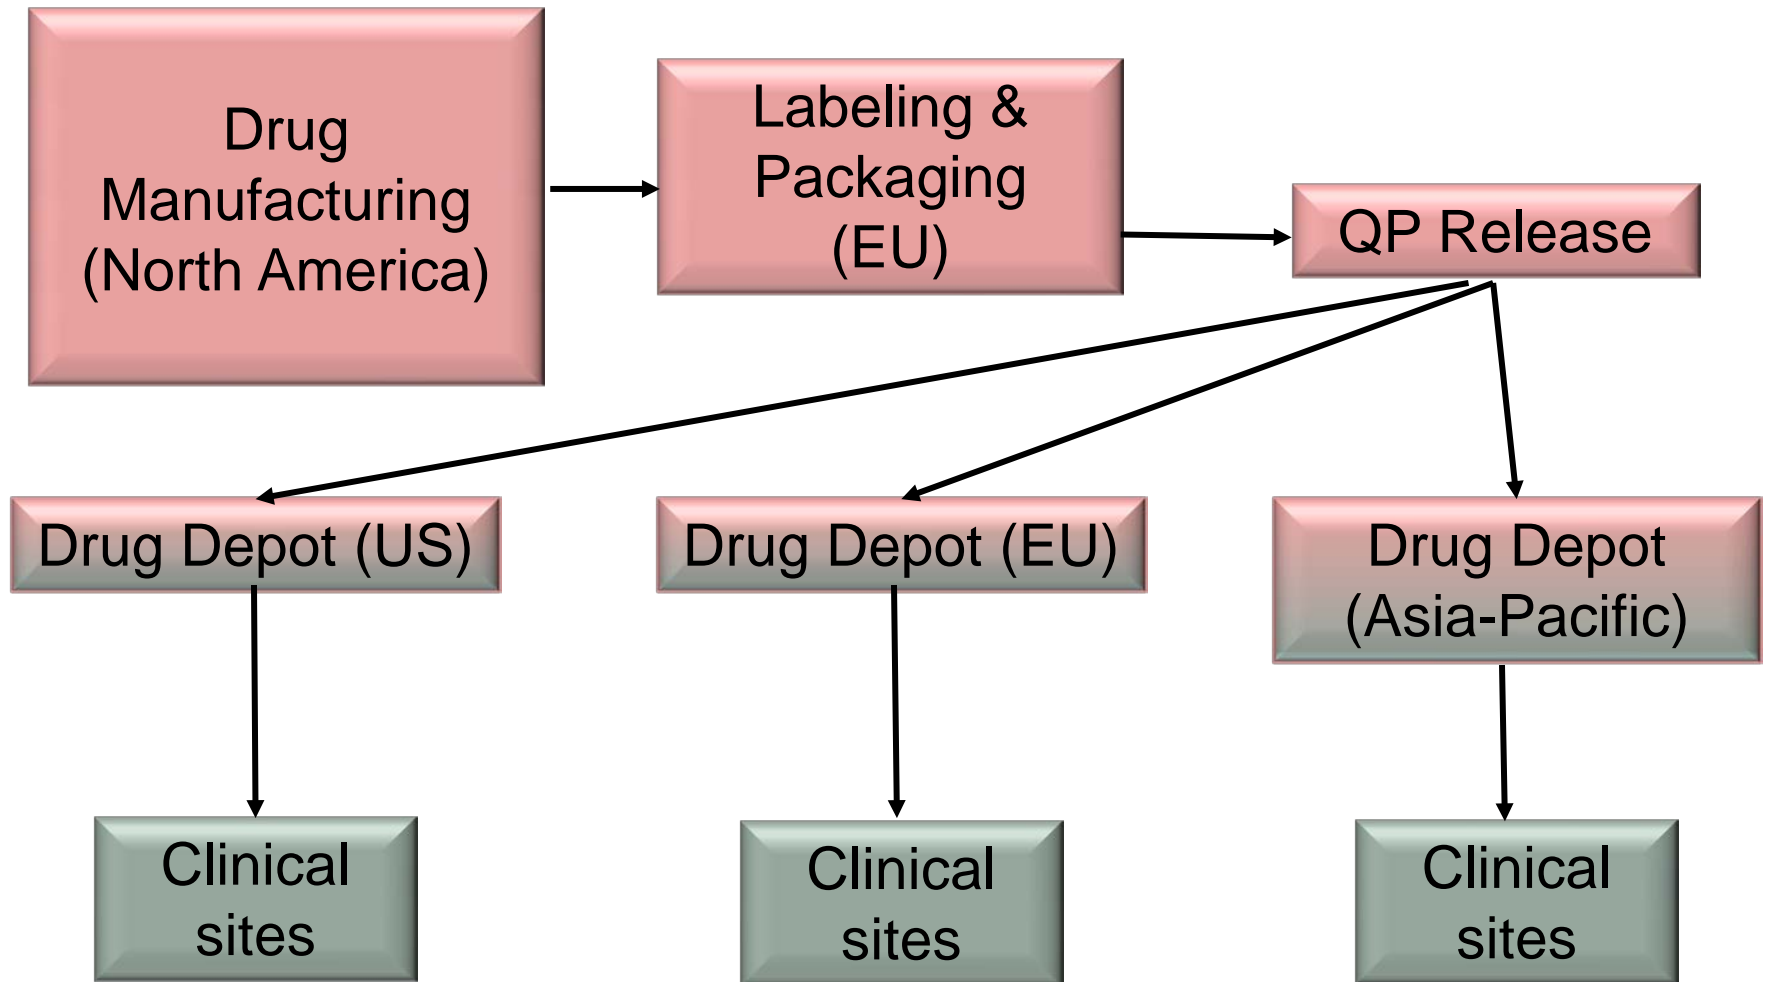 Drug
Manufacturing
(North America)
Labeling &
Packaging
(EU)
QP Release
Drug Depot (US)
Drug Depot (EU)
Drug Depot
(Asia-Pacific)
Clinical
sites
Clinical
sites
Clinical
sites